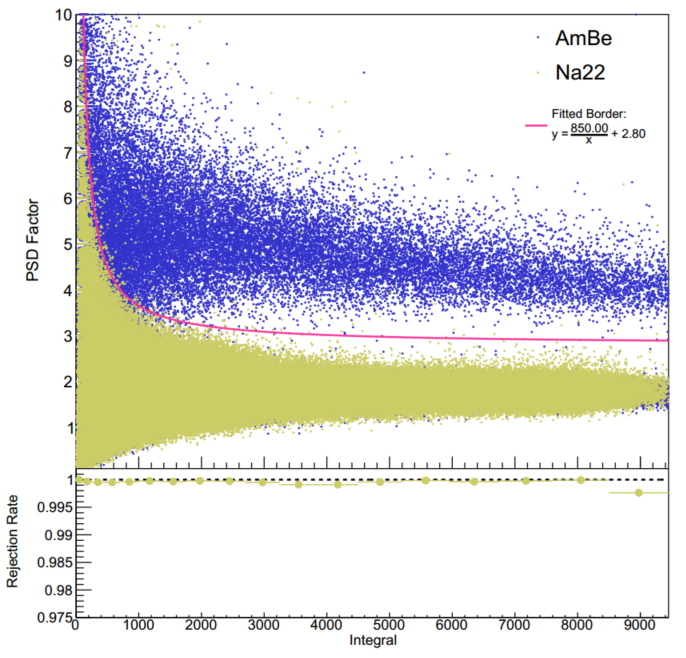 10
9
8
7
6
5
4
3
2
1
PSD Factor
AmBe
Na22
Fitted Border:
y = 850.00/x + 2.80
1
0.995
0.99
0.985
0.98
0.975
Rejection Rate
0 1000 2000 3000 4000 5000 6000 7000 8000 9000
Integral